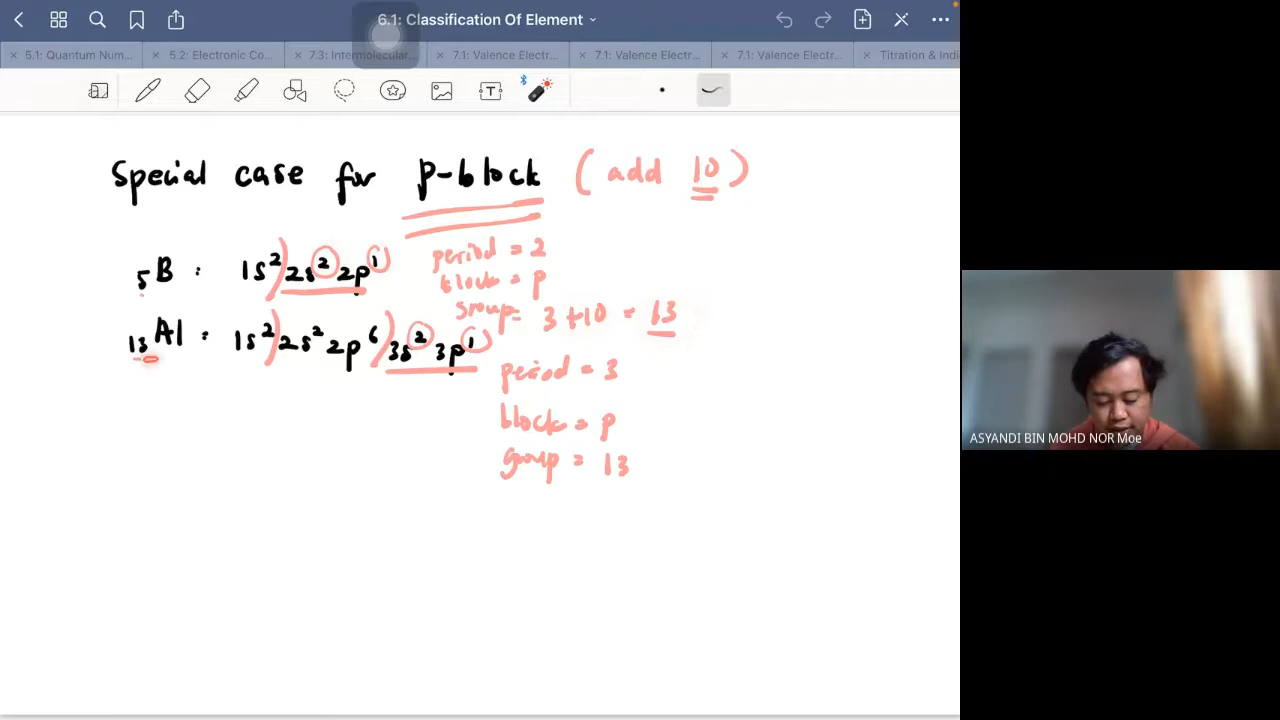 6.1: Classification Of Element
5.1: Quantum Num...
5.2: Electronic Co...
7.3: Intermolecular
7.1: Valence Electr...
7.1: Valence Electr...
7.1: Valence Electr...
Titration & Indi
Special case for p-block (add 10)
₅B : 1s² ) 2s² 2p¹
period = 2
block = p
group = 3 + 10 = 13
₁₃Al : 1s² ) 2s² 2p⁶ ) 3s² 3p¹
period = 3
block = p
group = 13
ASYANDI BIN MOHD NOR Moe